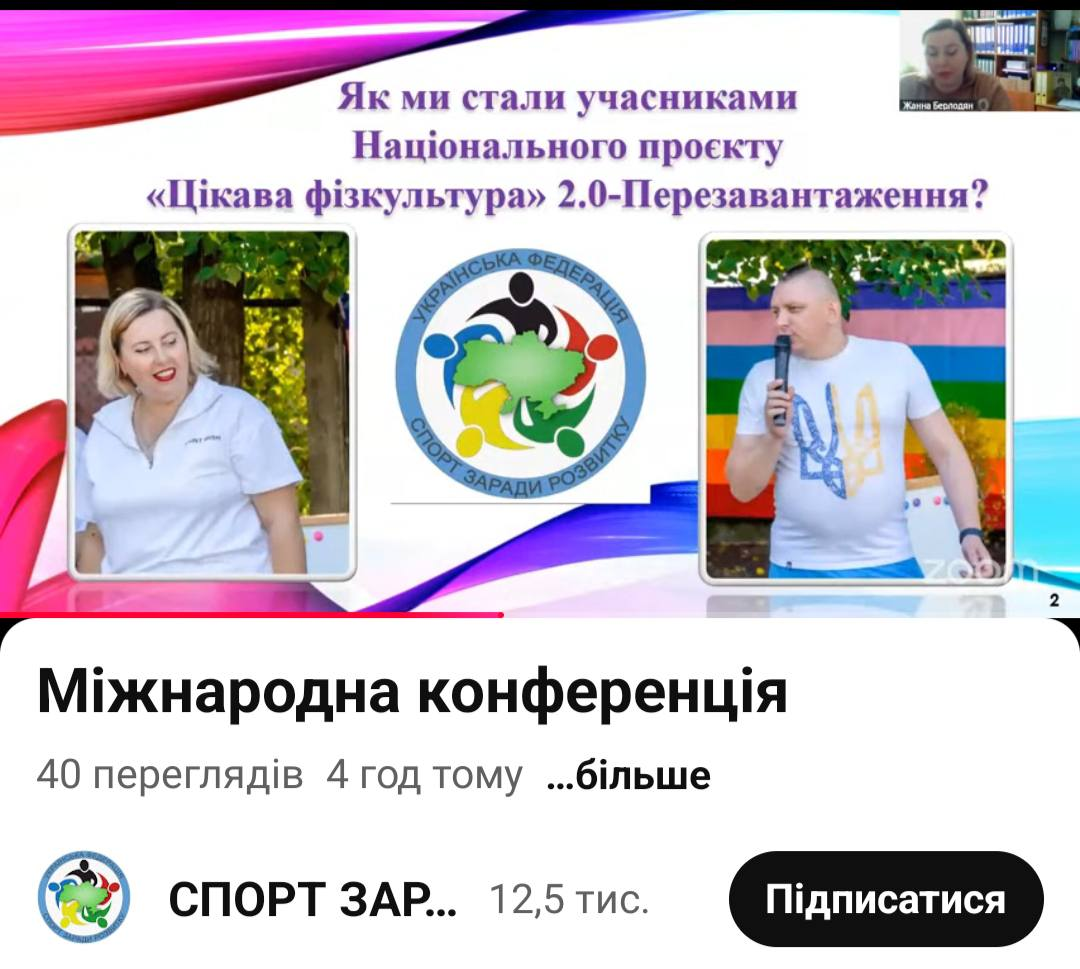 Як ми стали учасниками
Національного проєкту
«Цікава фізкультура» 2.0-Перезавантаження?
Жанна Берлодян
УКРАЇНСЬКА ФЕДЕРАЦІЯ
СПОРТ ЗАРАДИ РОЗВИТКУ
zoom
2
Міжнародна конференція
40 переглядів 4 год тому ...більше
СПОРТ ЗАР... 12,5 тис. Підписатися